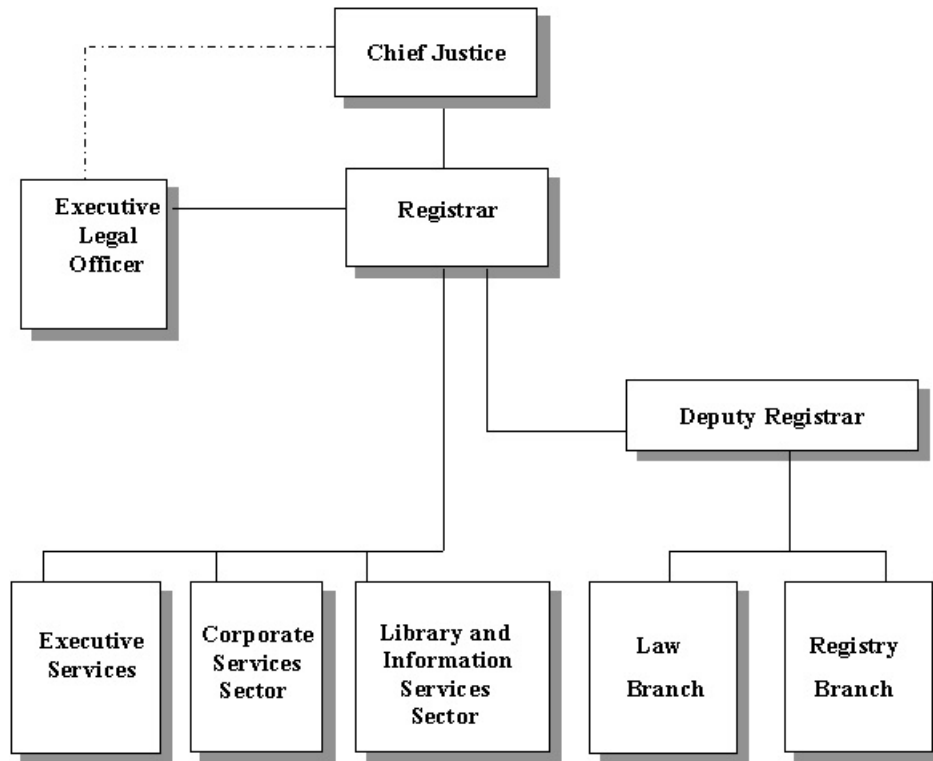 Chief Justice
Executive
Legal
Officer
Registrar
Deputy Registrar
Executive
Services
Corporate
Services
Sector
Library and
Information
Services
Sector
Law
Branch
Registry
Branch